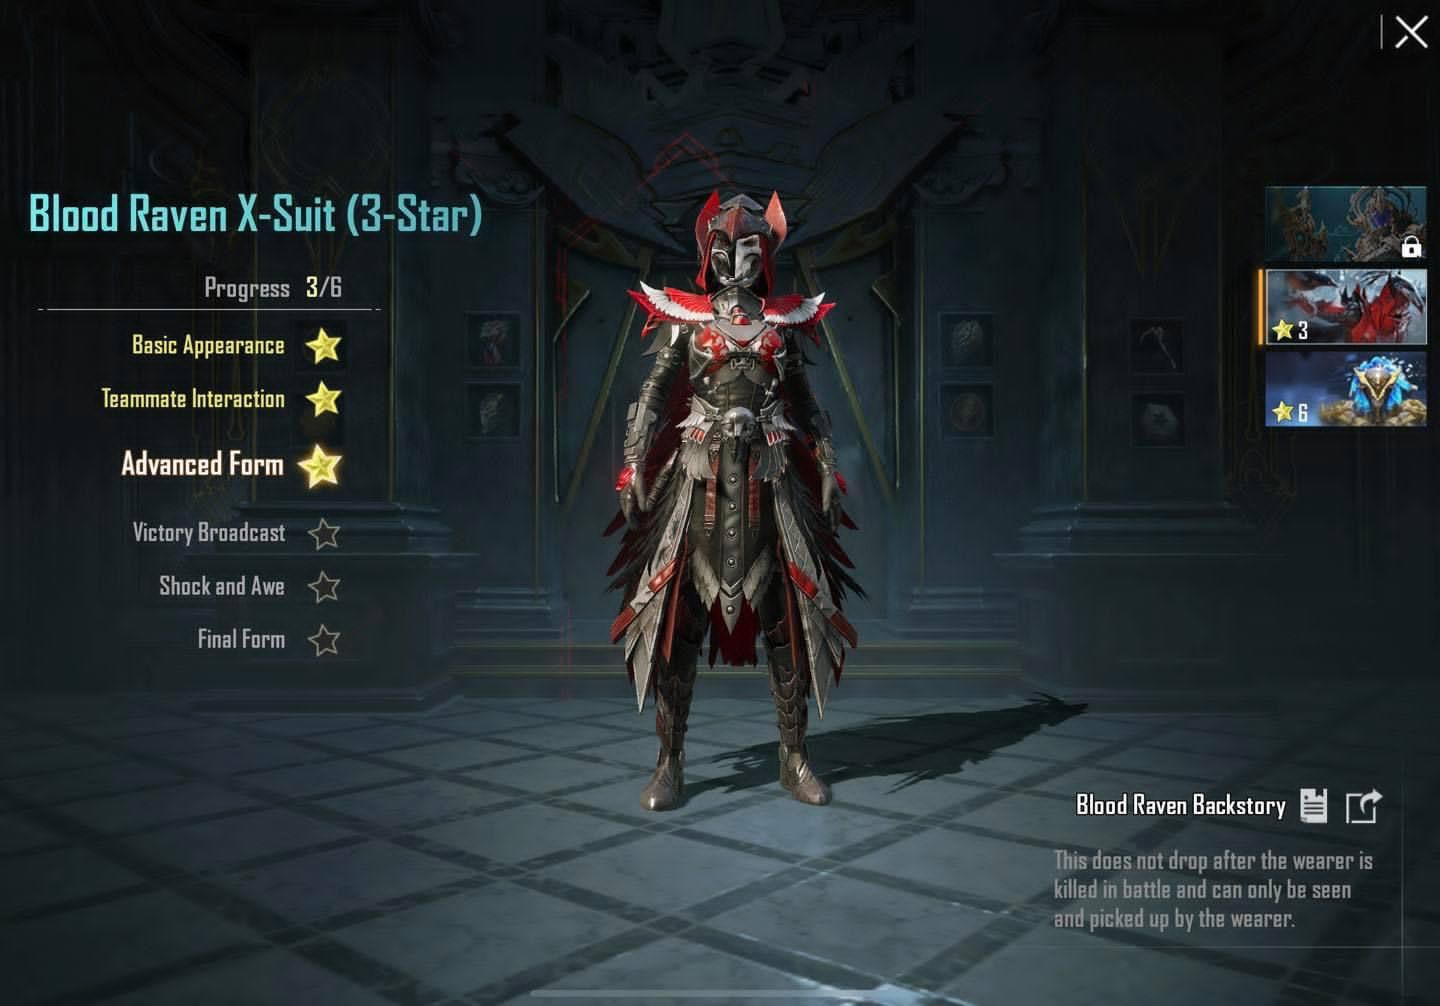 Blood Raven X-Suit (3-Star)
Progress 3/6
Basic Appearance
Teammate Interaction
Advanced Form
Victory Broadcast
Shock and Awe
Final Form
3
6
Blood Raven Backstory
This does not drop after the wearer is
killed in battle and can only be seen
and picked up by the wearer.